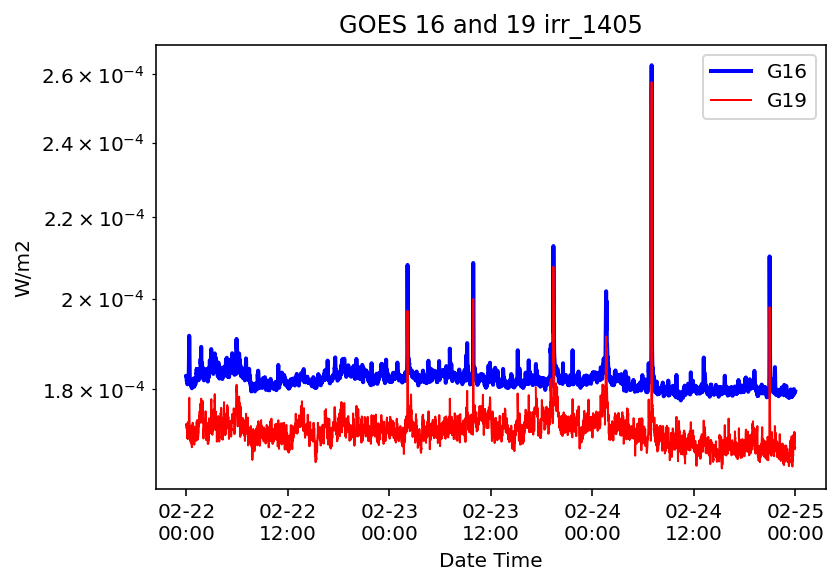 GOES 16 and 19 irr_1405
G16
G19
2.6 × 10⁻⁴
2.4 × 10⁻⁴
2.2 × 10⁻⁴
2 × 10⁻⁴
1.8 × 10⁻⁴
W/m2
02-22 02-22 02-23 02-23 02-24 02-24 02-25
00:00 12:00 00:00 12:00 00:00 12:00 00:00
Date Time